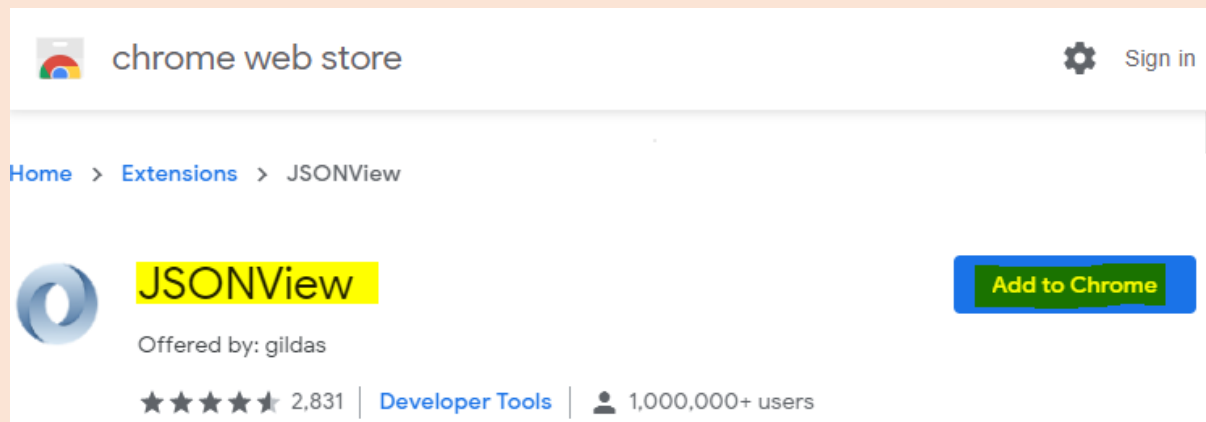 chrome web store Sign in
Home > Extensions > JSONView
JSONView Add to Chrome
Offered by: gildas
2,831 Developer Tools 1,000,000+ users